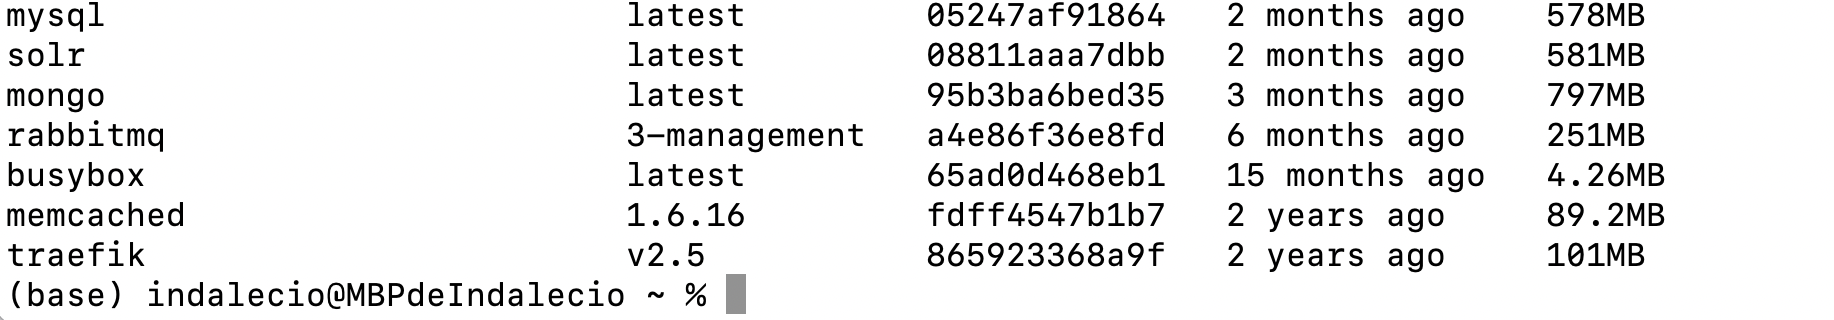 mysql latest 05247af91864 2 months ago 578MB
solr latest 08811aaa7dbb 2 months ago 581MB
mongo latest 95b3ba6bed35 3 months ago 797MB
rabbitmq 3-management a4e86f36e8fd 6 months ago 251MB
busybox latest 65ad0d468eb1 15 months ago 4.26MB
memcached 1.6.16 fdff4547b1b7 2 years ago 89.2MB
traefik v2.5 865923368a9f 2 years ago 101MB
(base) indalecio@MBPdeIndalecio ~ %